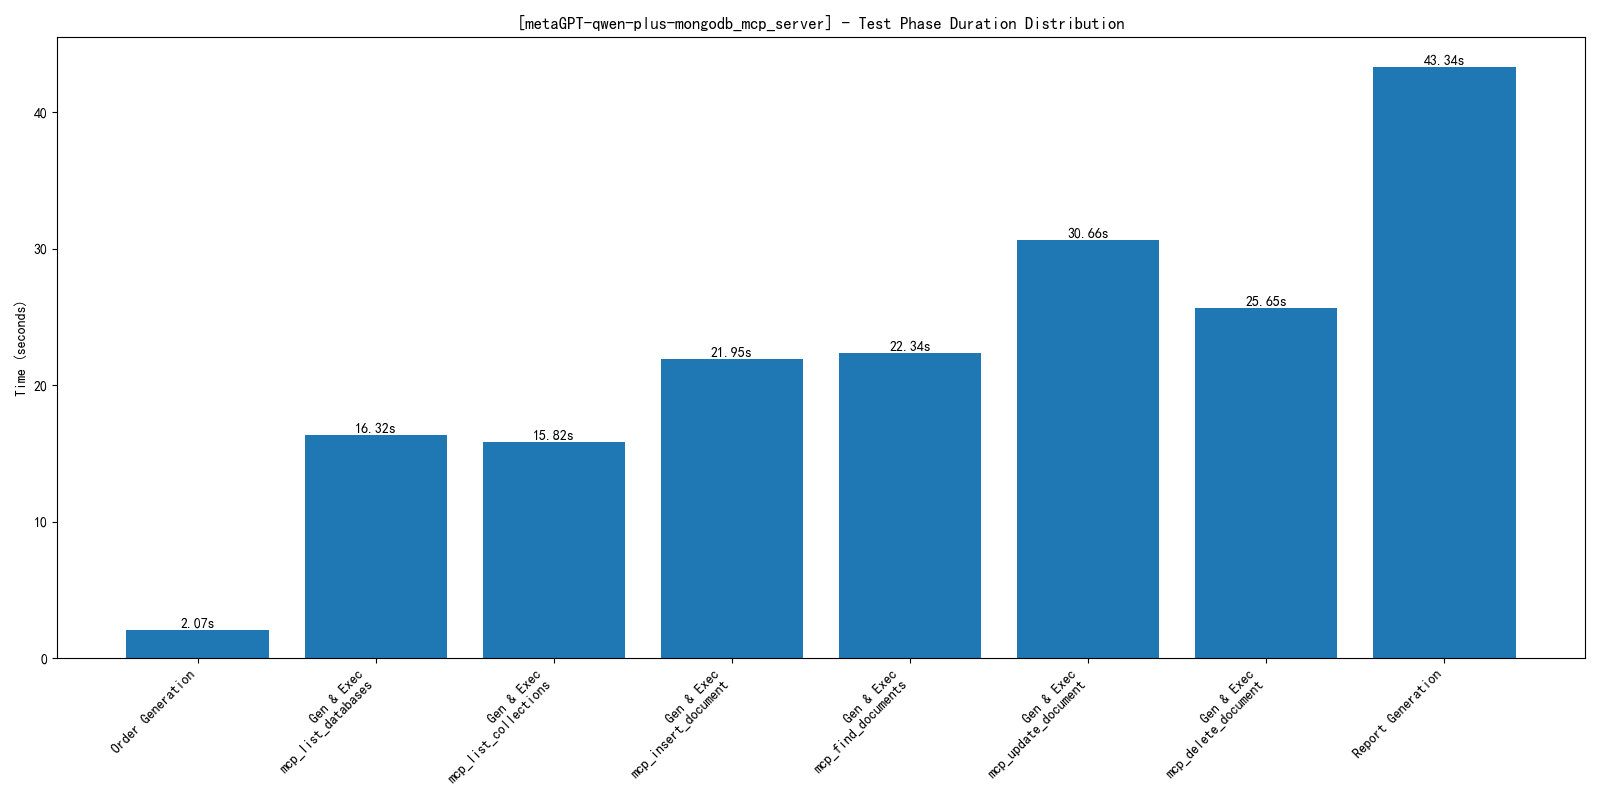 [metaGPT-qwen-plus-mongodb_mcp_server] - Test Phase Duration Distribution
Time (seconds)
40
30
20
10
0
2.07s
16.32s
15.82s
21.95s
22.34s
30.66s
25.65s
43.34s
Order Generation
Gen & Exec
mcp_list_databases
Gen & Exec
mcp_list_collections
Gen & Exec
mcp_insert_document
Gen & Exec
mcp_find_documents
Gen & Exec
mcp_update_document
Gen & Exec
mcp_delete_document
Report Generation